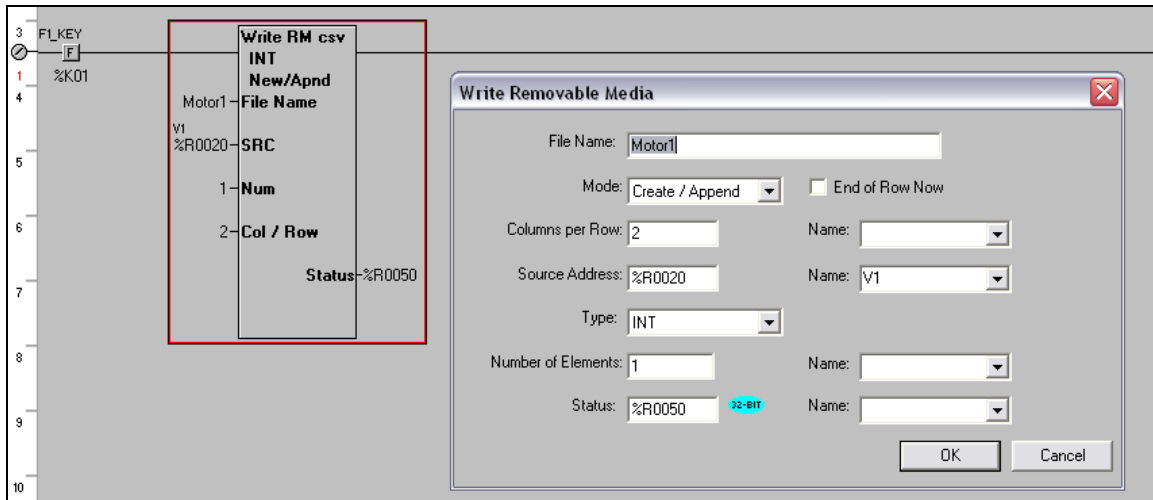 3
F1_KEY
F
%K01
1
4
5
6
7
8
9
10
Write RM csv
INT
New/Apnd
Motor1 File Name
V1
%R0020 SRC
1 Num
2 Col / Row
Status %R0050
Write Removable Media
File Name: Motor1
Mode: Create / Append End of Row Now
Columns per Row: 2 Name:
Source Address: %R0020 Name: V1
Type: INT
Number of Elements: 1 Name:
Status: %R0050 32-BIT Name:
OK Cancel